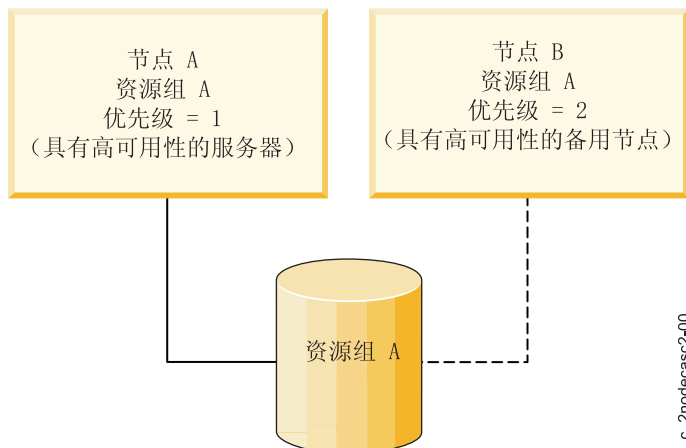 节点 A
资源组 A
优先级 = 1
（具有高可用性的服务器）
节点 B
资源组 A
优先级 = 2
（具有高可用性的备用节点）
资源组 A
c_2nodecasc2-00